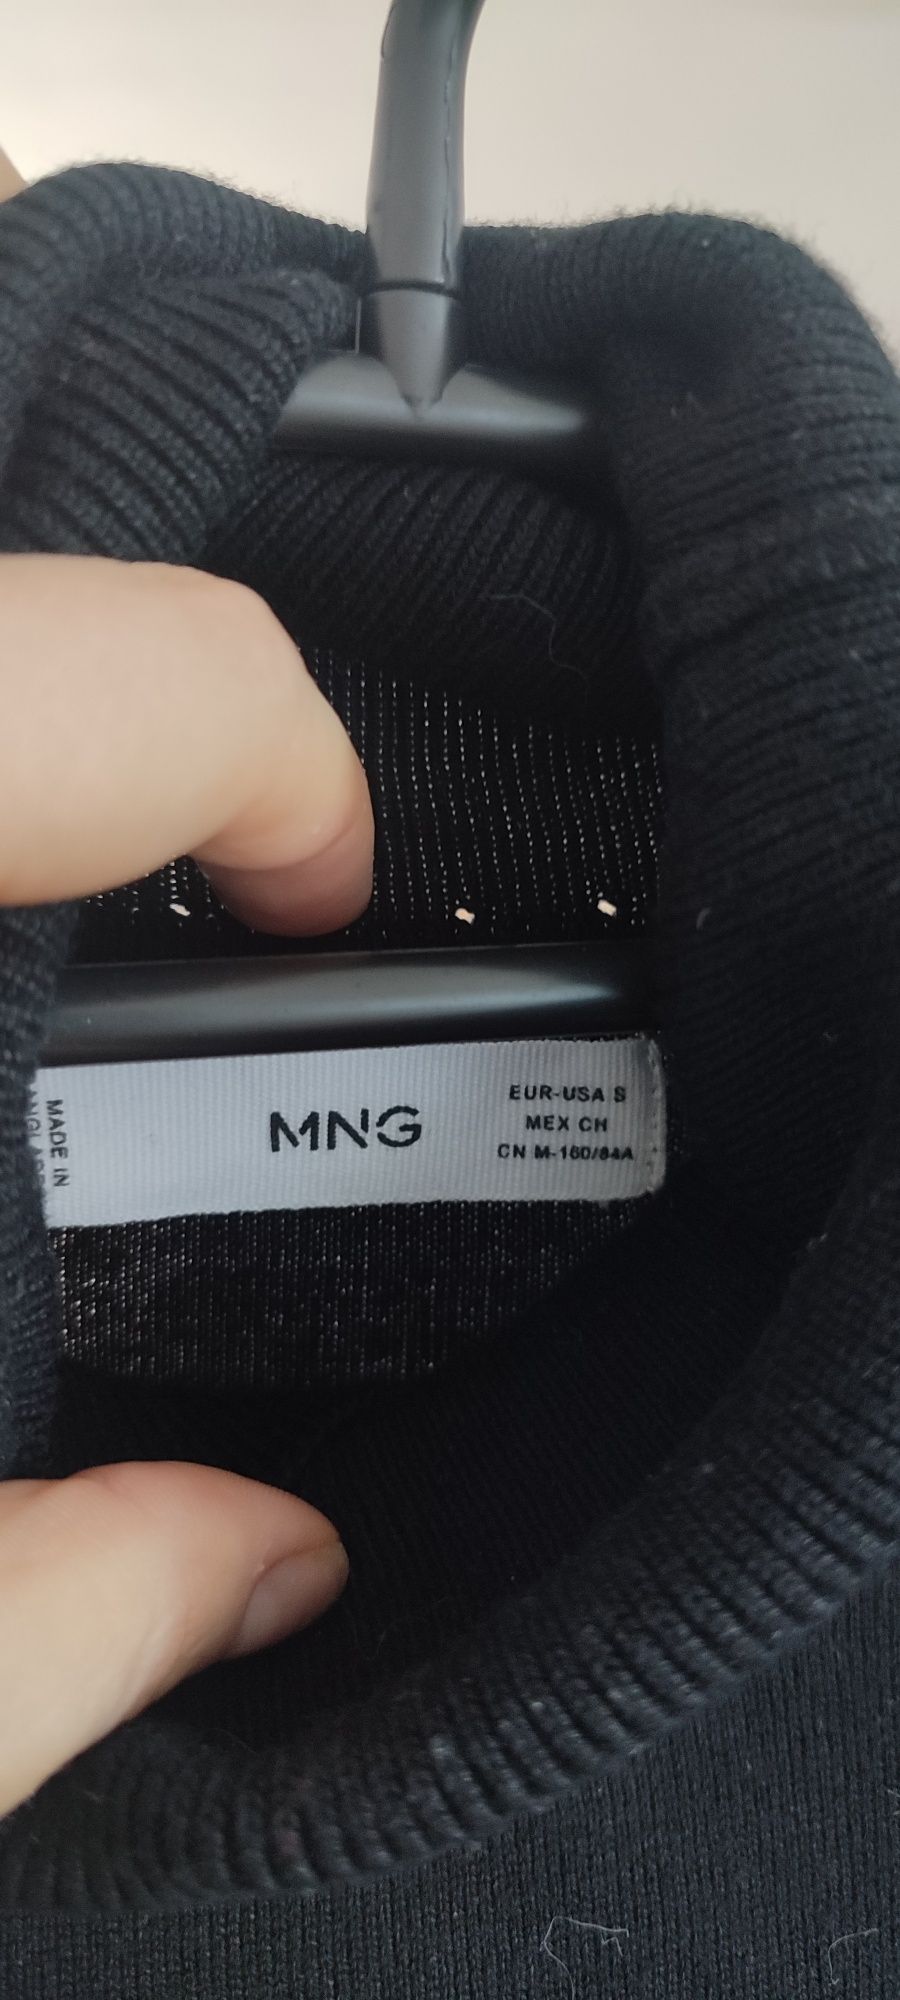 MADE IN
MNG
EUR-USA S
MEX CH
CN M-160/84A